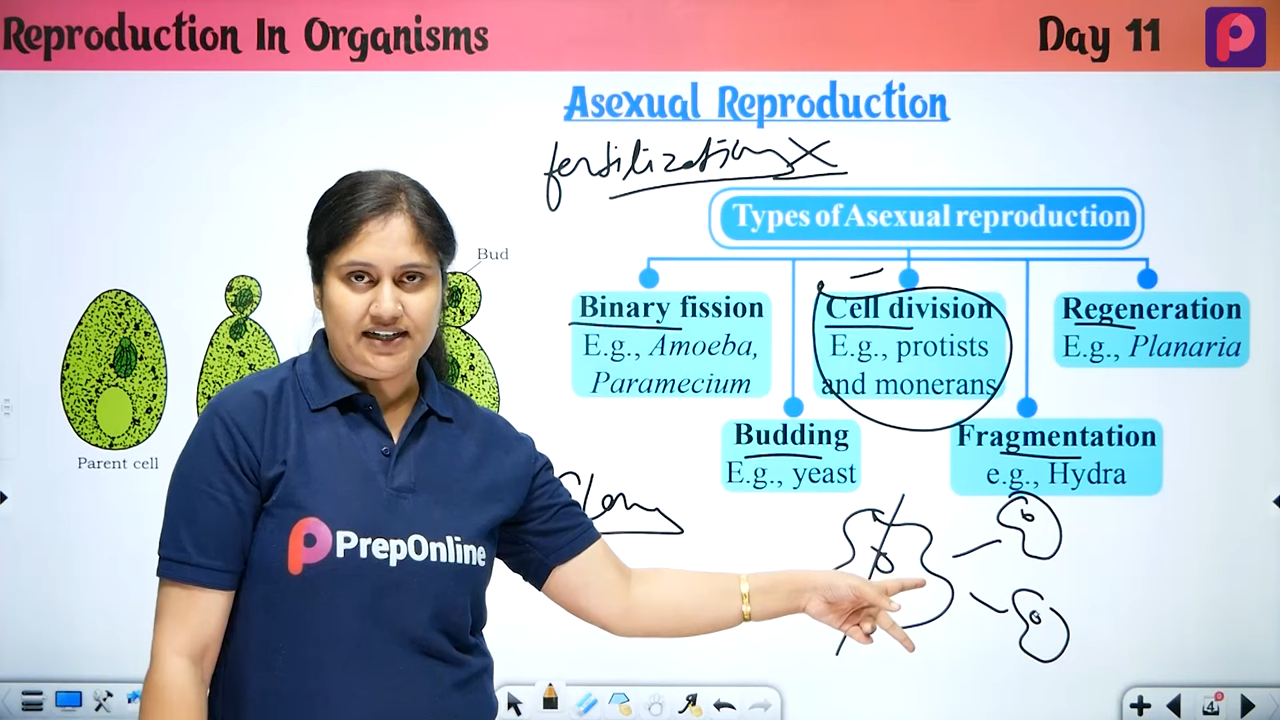 Reproduction In Organisms
Day 11
Asexual Reproduction
fertilization X
Types of Asexual reproduction
Binary fission
E.g., Amoeba,
Paramecium
Cell division
E.g., protists
and monerans
Regeneration
E.g., Planaria
Budding
E.g., yeast
Fragmentation
e.g., Hydra
Bud
Parent cell
PrepOnline
4